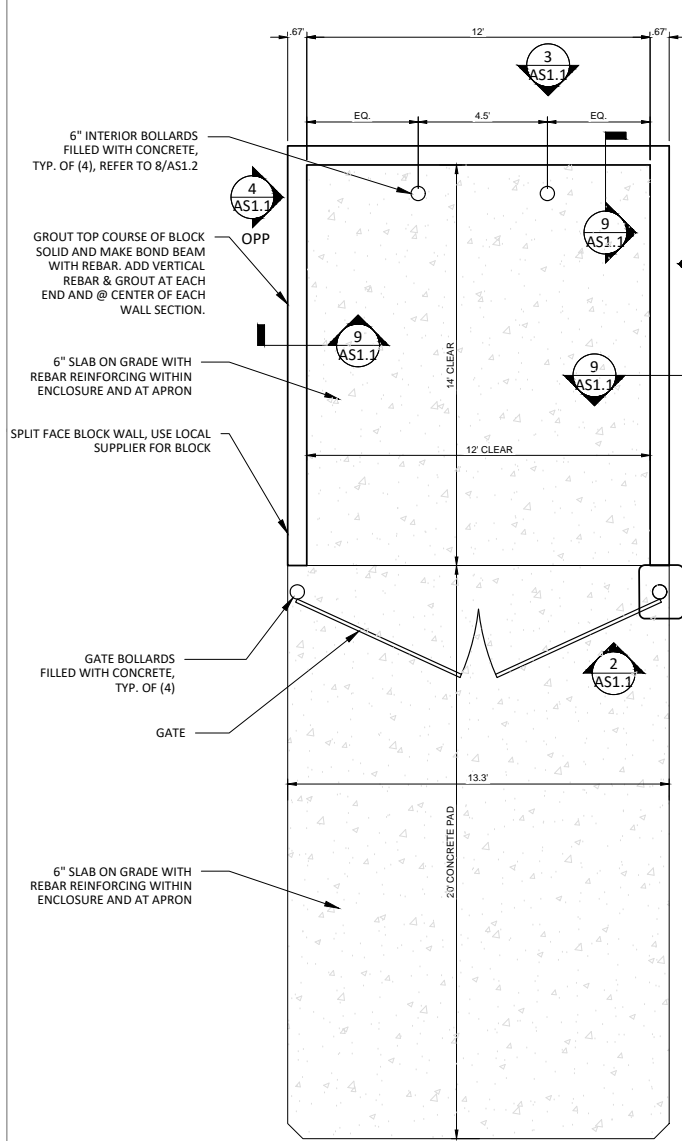 .67'
12'
.67'
3
AS1.1
EQ.
4.5'
EQ.
6" INTERIOR BOLLARDS
FILLED WITH CONCRETE,
TYP. OF (4), REFER TO 8/AS1.2
4
AS1.1
OPP
9
AS1.1
GROUT TOP COURSE OF BLOCK
SOLID AND MAKE BOND BEAM
WITH REBAR. ADD VERTICAL
REBAR & GROUT AT EACH
END AND @ CENTER OF EACH
WALL SECTION.
9
AS1.1
14' CLEAR
9
AS1.1
6" SLAB ON GRADE WITH
REBAR REINFORCING WITHIN
ENCLOSURE AND AT APRON
SPLIT FACE BLOCK WALL, USE LOCAL
SUPPLIER FOR BLOCK
12' CLEAR
GATE BOLLARDS
FILLED WITH CONCRETE,
TYP. OF (4)
2
AS1.1
GATE
13.3'
20' CONCRETE PAD
6" SLAB ON GRADE WITH
REBAR REINFORCING WITHIN
ENCLOSURE AND AT APRON